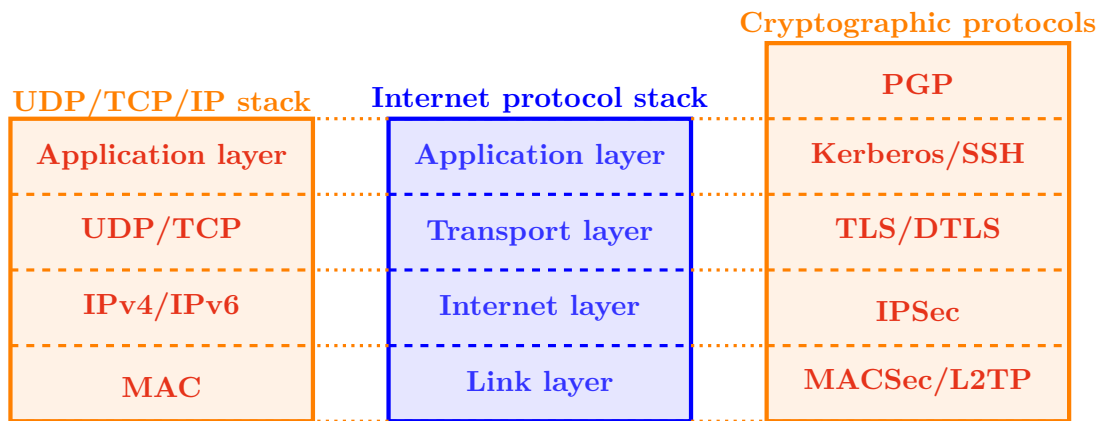 Cryptographic protocols
UDP/TCP/IP stack
Internet protocol stack
PGP
Application layer
Application layer
Kerberos/SSH
UDP/TCP
Transport layer
TLS/DTLS
IPv4/IPv6
Internet layer
IPSec
MAC
Link layer
MACSec/L2TP